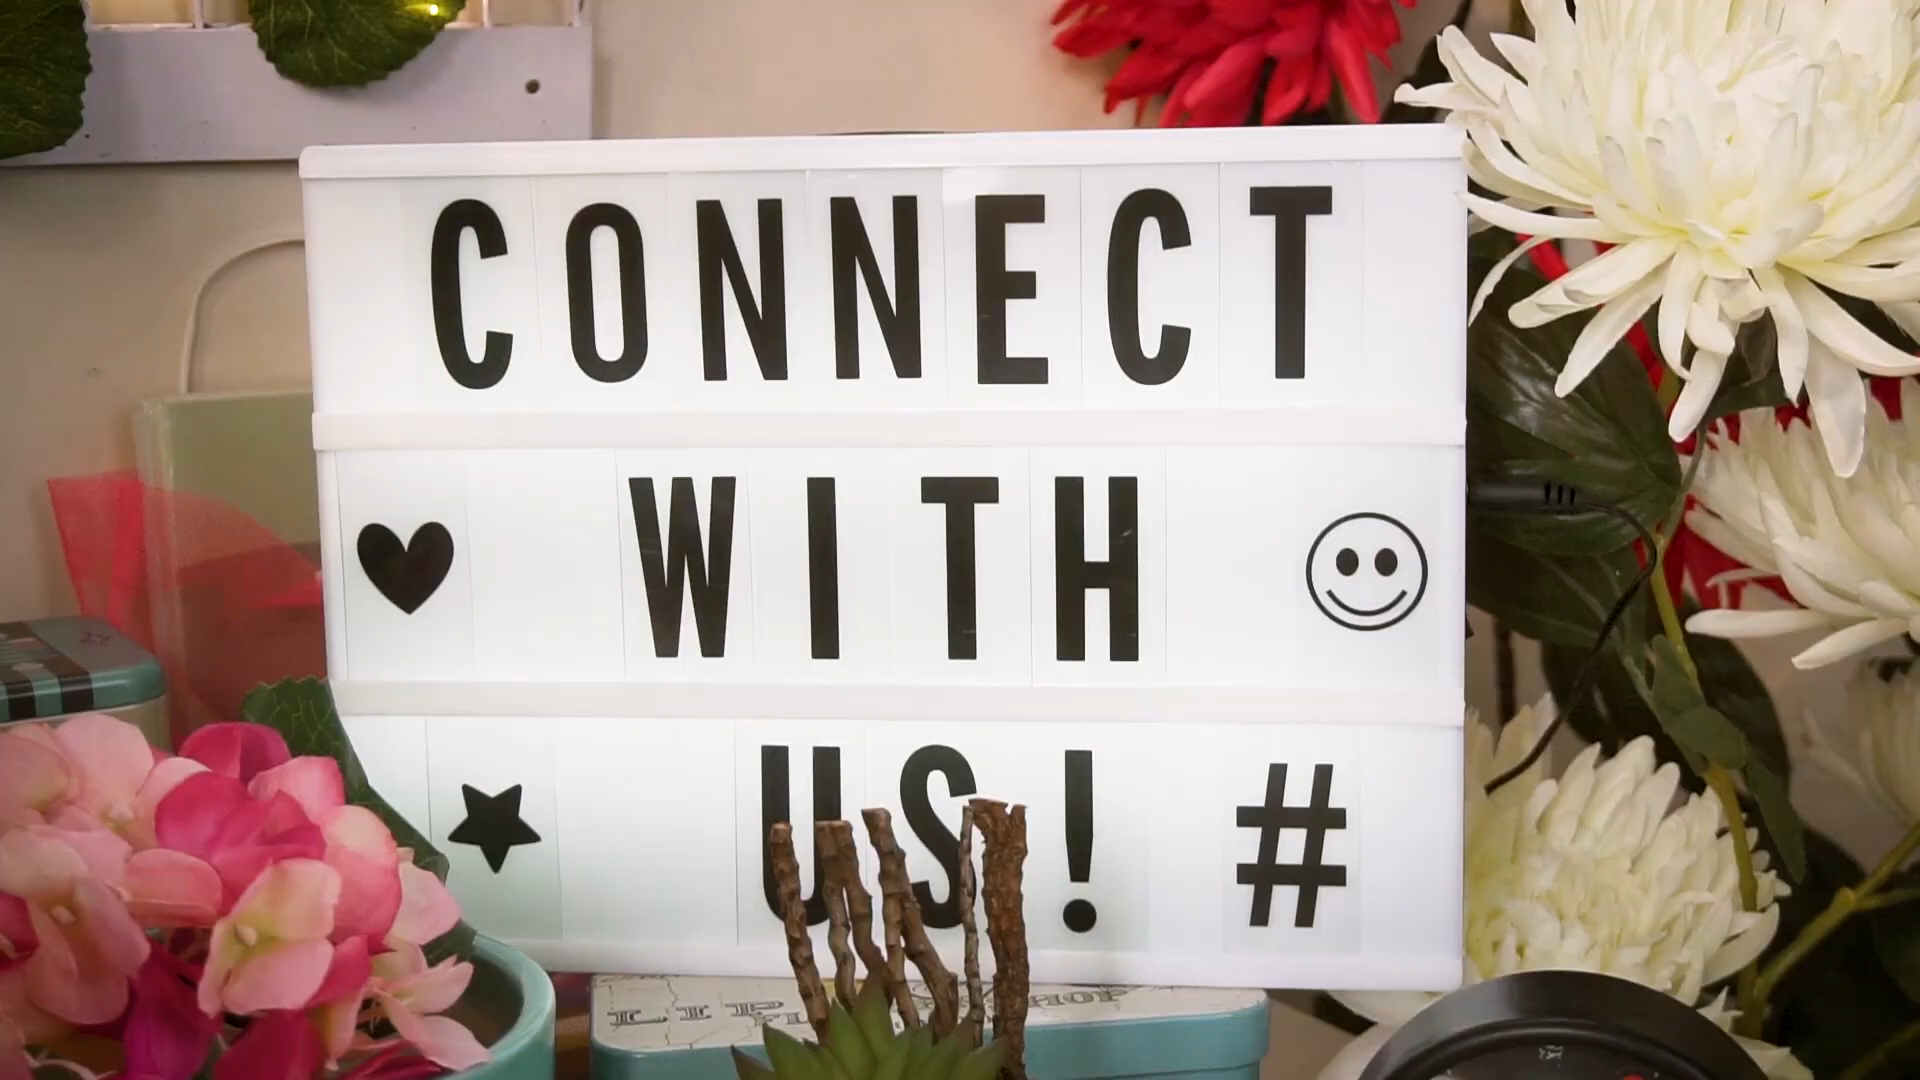 CONNECT
♥ WITH ☺
★ US! #